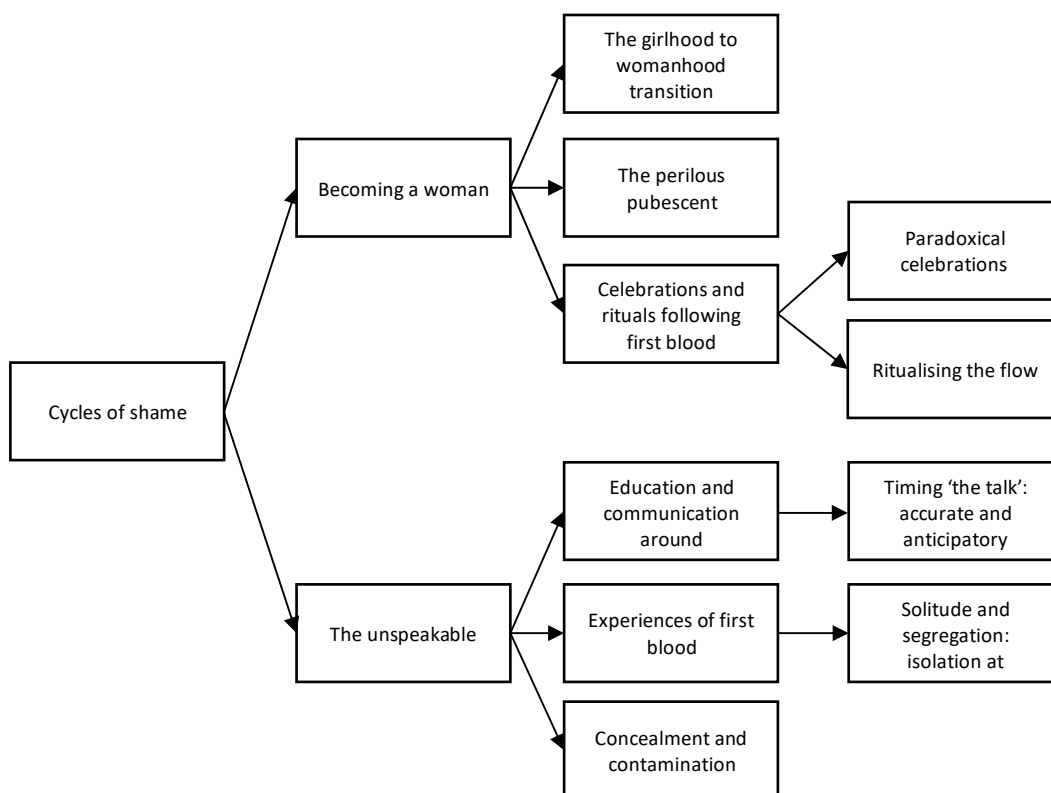 The girlhood to
womanhood
transition
Becoming a woman
The perilous
pubescent
Paradoxical
celebrations
Celebrations and
rituals following
first blood
Ritualising the flow
Cycles of shame
Education and
communication
around
Timing ‘the talk’:
accurate and
anticipatory
The unspeakable
Experiences of first
blood
Solitude and
segregation:
isolation at
Concealment and
contamination